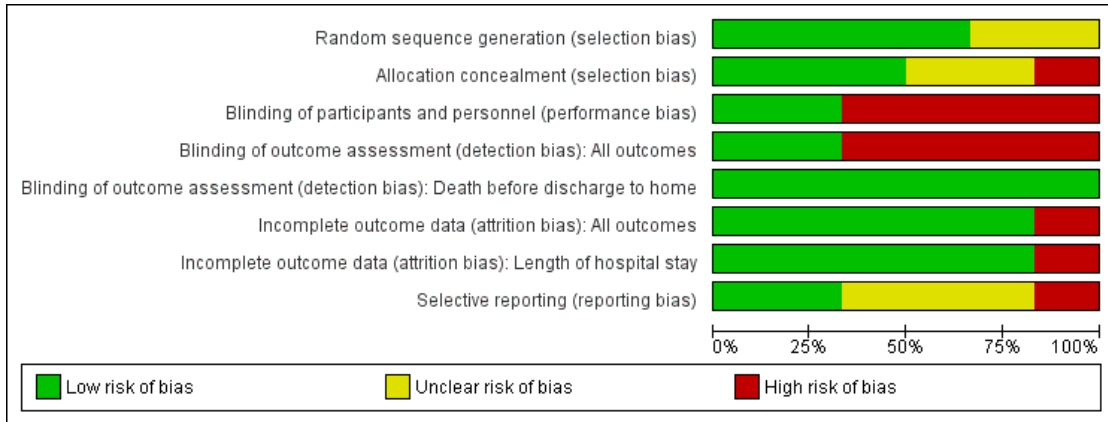 Random sequence generation (selection bias)
Allocation concealment (selection bias)
Blinding of participants and personnel (performance bias)
Blinding of outcome assessment (detection bias): All outcomes
Blinding of outcome assessment (detection bias): Death before discharge to home
Incomplete outcome data (attrition bias): All outcomes
Incomplete outcome data (attrition bias): Length of hospital stay
Selective reporting (reporting bias)
0% 25% 50% 75% 100%
Low risk of bias Unclear risk of bias High risk of bias